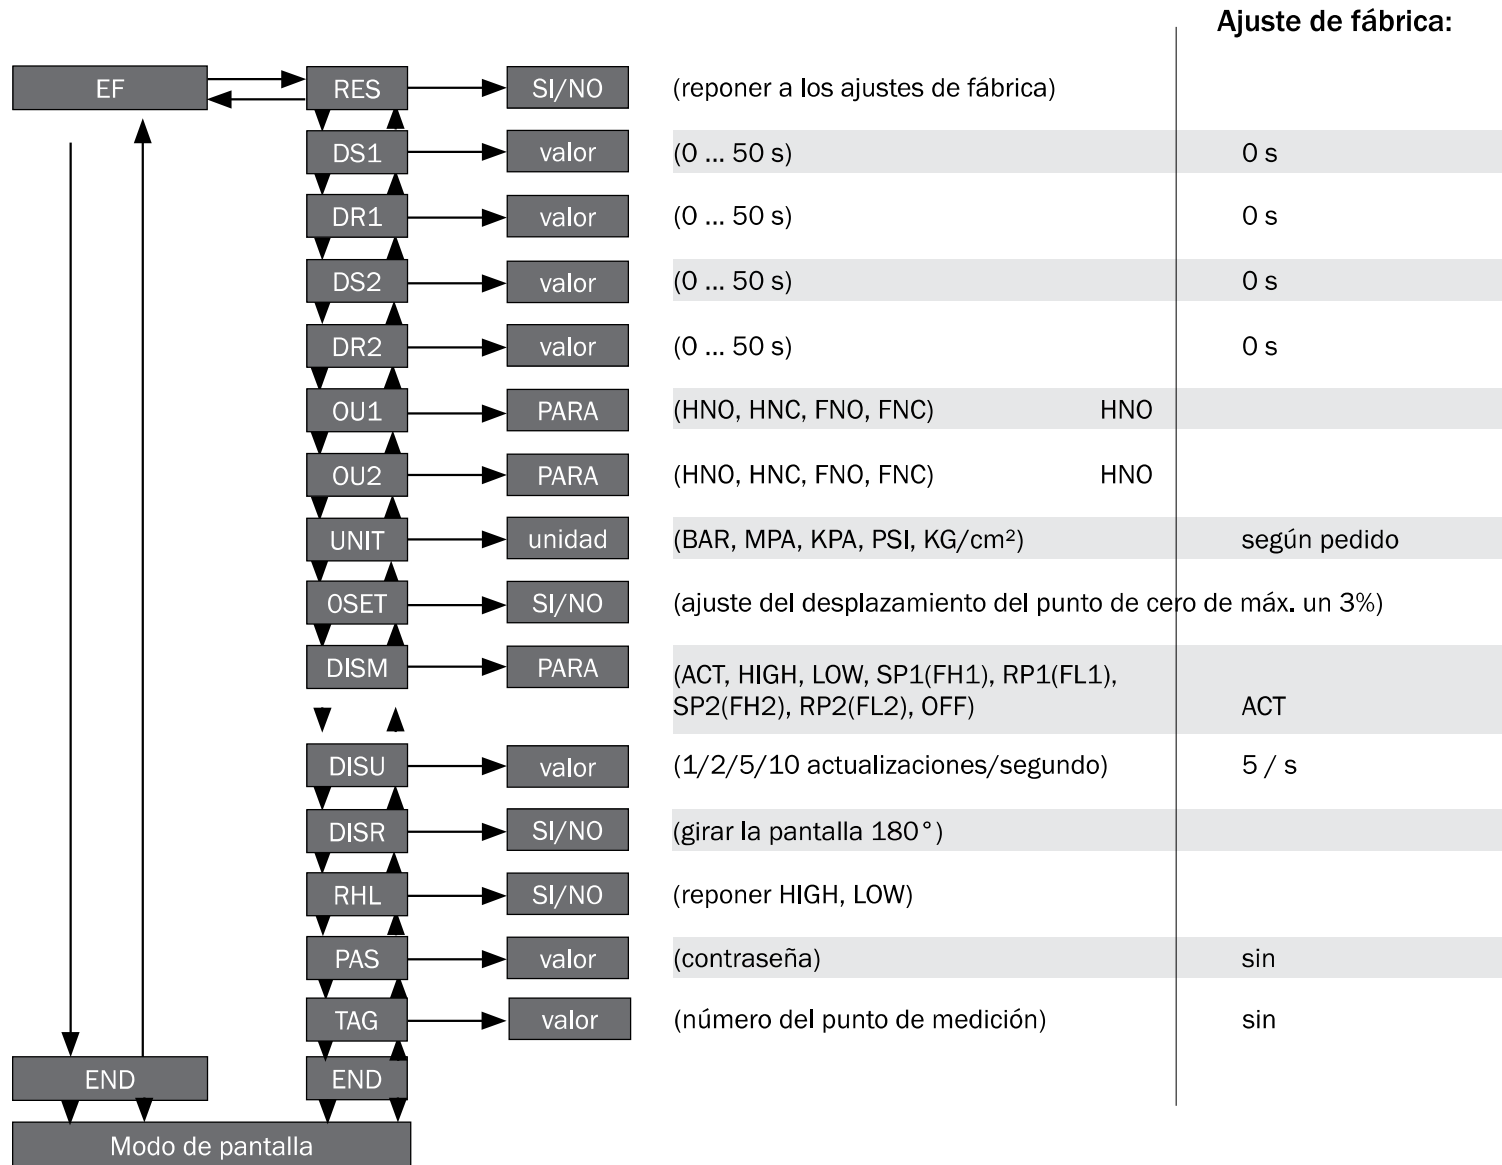 Ajuste de fábrica:
EF RES SI/NO (reponer a los ajustes de fábrica)
DS1 valor (0 ... 50 s) 0 s
DR1 valor (0 ... 50 s) 0 s
DS2 valor (0 ... 50 s) 0 s
DR2 valor (0 ... 50 s) 0 s
OU1 PARA (HNO, HNC, FNO, FNC) HNO
OU2 PARA (HNO, HNC, FNO, FNC) HNO
UNIT unidad (BAR, MPA, KPA, PSI, KG/cm²) según pedido
0SET SI/NO (ajuste del desplazamiento del punto de cero de máx. un 3%)
DISM PARA (ACT, HIGH, LOW, SP1(FH1), RP1(FL1),
SP2(FH2), RP2(FL2), OFF) ACT
DISU valor (1/2/5/10 actualizaciones/segundo) 5 / s
DISR SI/NO (girar la pantalla 180°)
RHL SI/NO (reponer HIGH, LOW)
PAS valor (contraseña) sin
TAG valor (número del punto de medición) sin
END END
Modo de pantalla